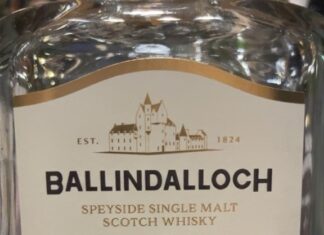 EST. 1824
BALLINDALLOCH
SPEYSIDE SINGLE MALT
SCOTCH WHISKY